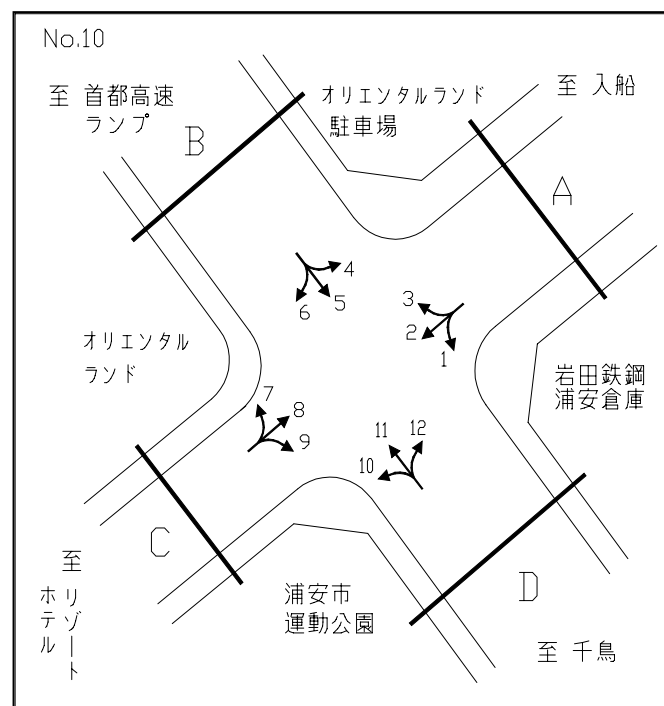 No.10
至 首都高速
ランプ
B
オリエンタルランド
駐車場
至 入船
A
4
5
6
3
2
1
オリエンタル
ランド
岩田鉄鋼
浦安倉庫
7
8
9
11
12
10
C
至 リゾート
ホテル
浦安市
運動公園
D
至 千鳥